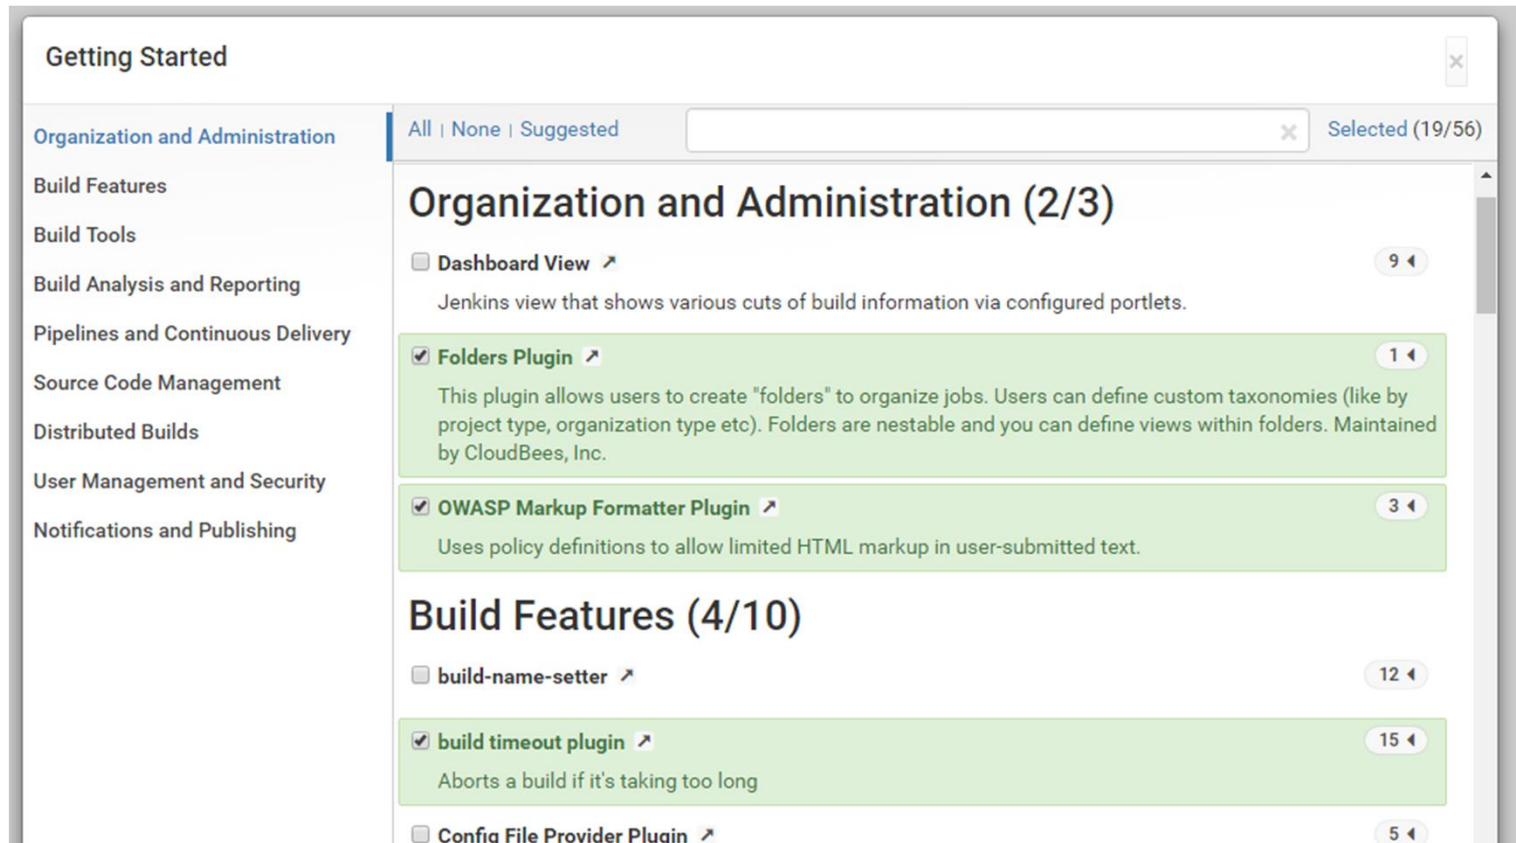 Getting Started
×
Organization and Administration
Build Features
Build Tools
Build Analysis and Reporting
Pipelines and Continuous Delivery
Source Code Management
Distributed Builds
User Management and Security
Notifications and Publishing
All | None | Suggested
×
Selected (19/56)
Organization and Administration (2/3)
Dashboard View
9
Jenkins view that shows various cuts of build information via configured portlets.
Folders Plugin
1
This plugin allows users to create "folders" to organize jobs. Users can define custom taxonomies (like by
project type, organization type etc). Folders are nestable and you can define views within folders. Maintained
by CloudBees, Inc.
OWASP Markup Formatter Plugin
3
Uses policy definitions to allow limited HTML markup in user-submitted text.
Build Features (4/10)
build-name-setter
12
build timeout plugin
15
Aborts a build if it's taking too long
Config File Provider Plugin
5